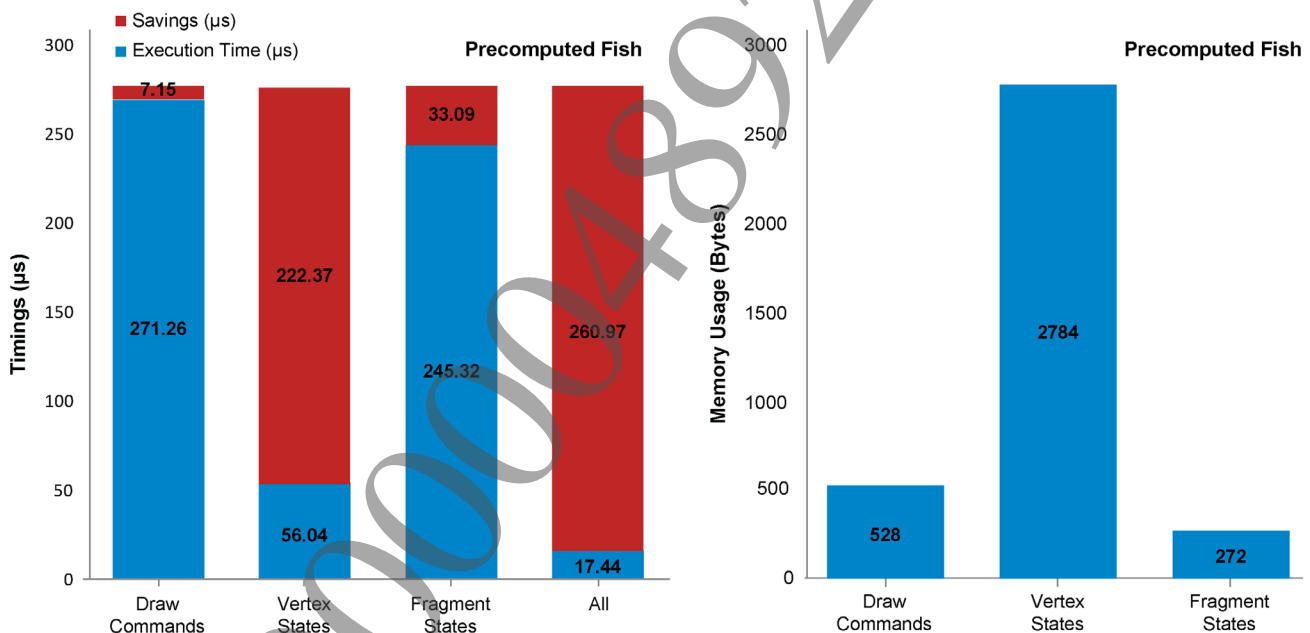 Savings (µs)
Execution Time (µs)
Precomputed Fish
300
250
200
150
100
50
0
Timings (µs)
7.15
271.26
222.37
56.04
33.09
245.32
260.97
17.44
Draw
Commands
Vertex
States
Fragment
States
All
Precomputed Fish
3000
2500
2000
1500
1000
500
0
Memory Usage (Bytes)
528
2784
272
Draw
Commands
Vertex
States
Fragment
States
0000489